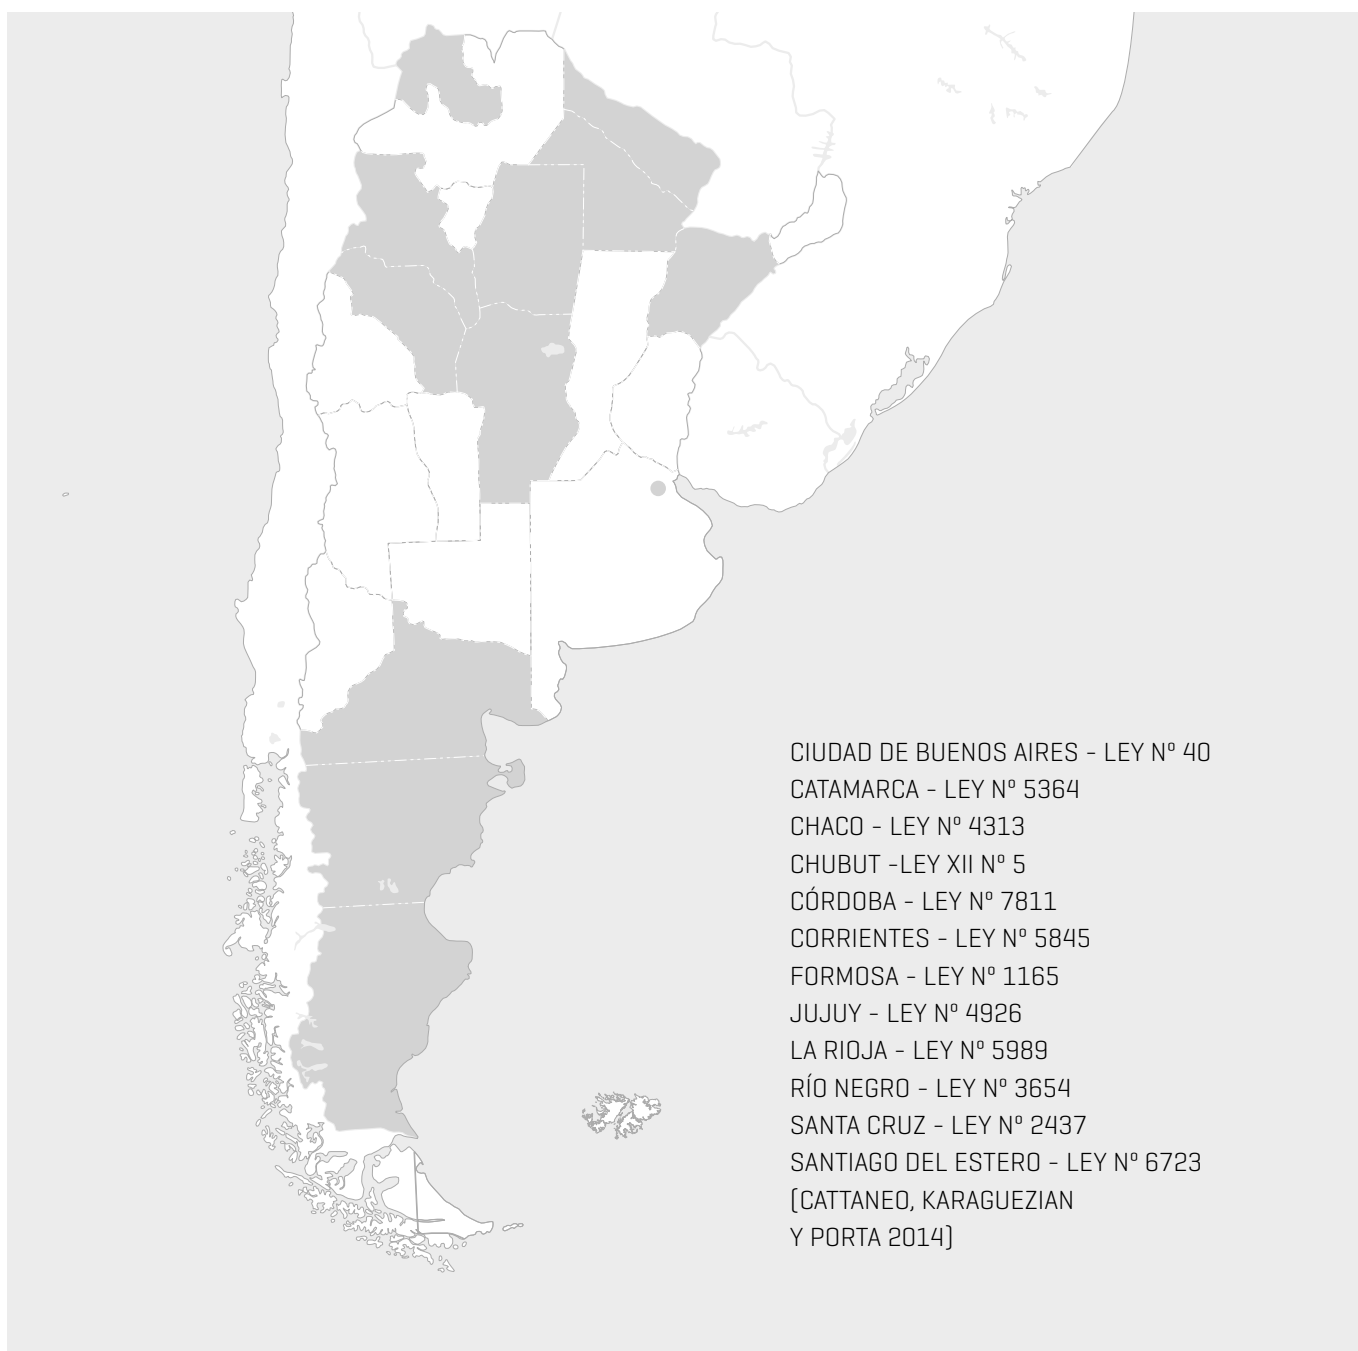 CIUDAD DE BUENOS AIRES - LEY Nº 40
CATAMARCA - LEY Nº 5364
CHACO - LEY Nº 4313
CHUBUT -LEY XII Nº 5
CÓRDOBA - LEY Nº 7811
CORRIENTES - LEY Nº 5845
FORMOSA - LEY Nº 1165
JUJUY - LEY Nº 4926
LA RIOJA - LEY Nº 5989
RÍO NEGRO - LEY Nº 3654
SANTA CRUZ - LEY Nº 2437
SANTIAGO DEL ESTERO - LEY Nº 6723
(CATTANEO, KARAGUEZIAN
Y PORTA 2014)